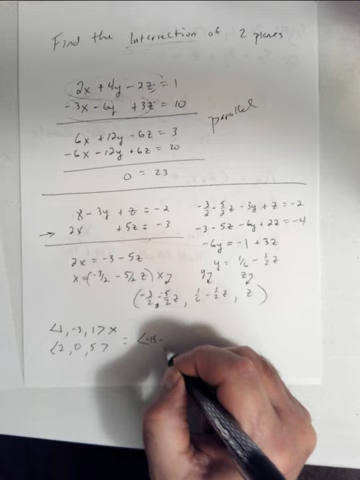 Find the Intersection of 2 planes
2x + 4y - 2z = 1
-3x - 6y + 3z = 10
parallel
6x + 12y - 6z = 3
-6x - 12y + 6z = 20
0 = 23
x - 3y + z = -2
→ 2x + 5z = -3
2x = -3 - 5z
x = (-3/2 - 5/2 z)
-3/2 - 5/2 z - 3y + z = -2
-3 - 5z - 6y + 2z = -4
-6y = -1 + 3z
y = 1/6 - 1/2 z
(-3/2 - 5/2 z, 1/6 - 1/2 z, z)
<1, -3, 1> x
<2, 0, 5> = <-15 -